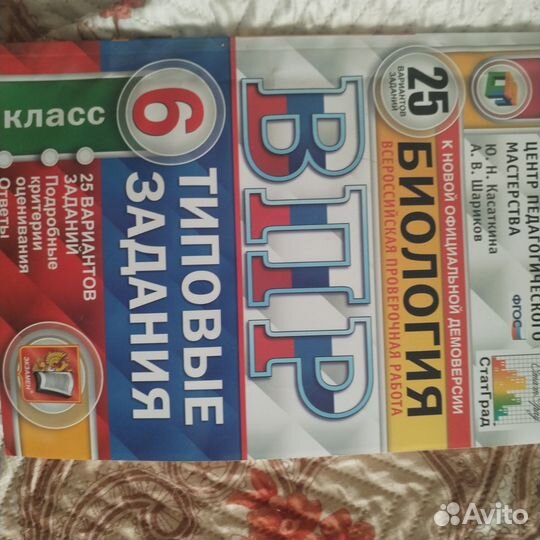 ЦЕНТР ПЕДАГОГИЧЕСКОГО
МАСТЕРСТВА
Ю. Н. Касаткина
А. В. Шариков
ФГОС
СтатГрад
К НОВОЙ ОФИЦИАЛЬНОЙ ДЕМОВЕРСИИ
25
ВАРИАНТОВ
ЗАДАНИЙ
БИОЛОГИЯ
ВСЕРОССИЙСКАЯ ПРОВЕРОЧНАЯ РАБОТА
ВПР
6
КЛАСС
ТИПОВЫЕ
ЗАДАНИЯ
25 ВАРИАНТОВ
ЗАДАНИЙ
Подробные
критерии
оценивания
Ответы
ЭКЗАМЕН
Avito